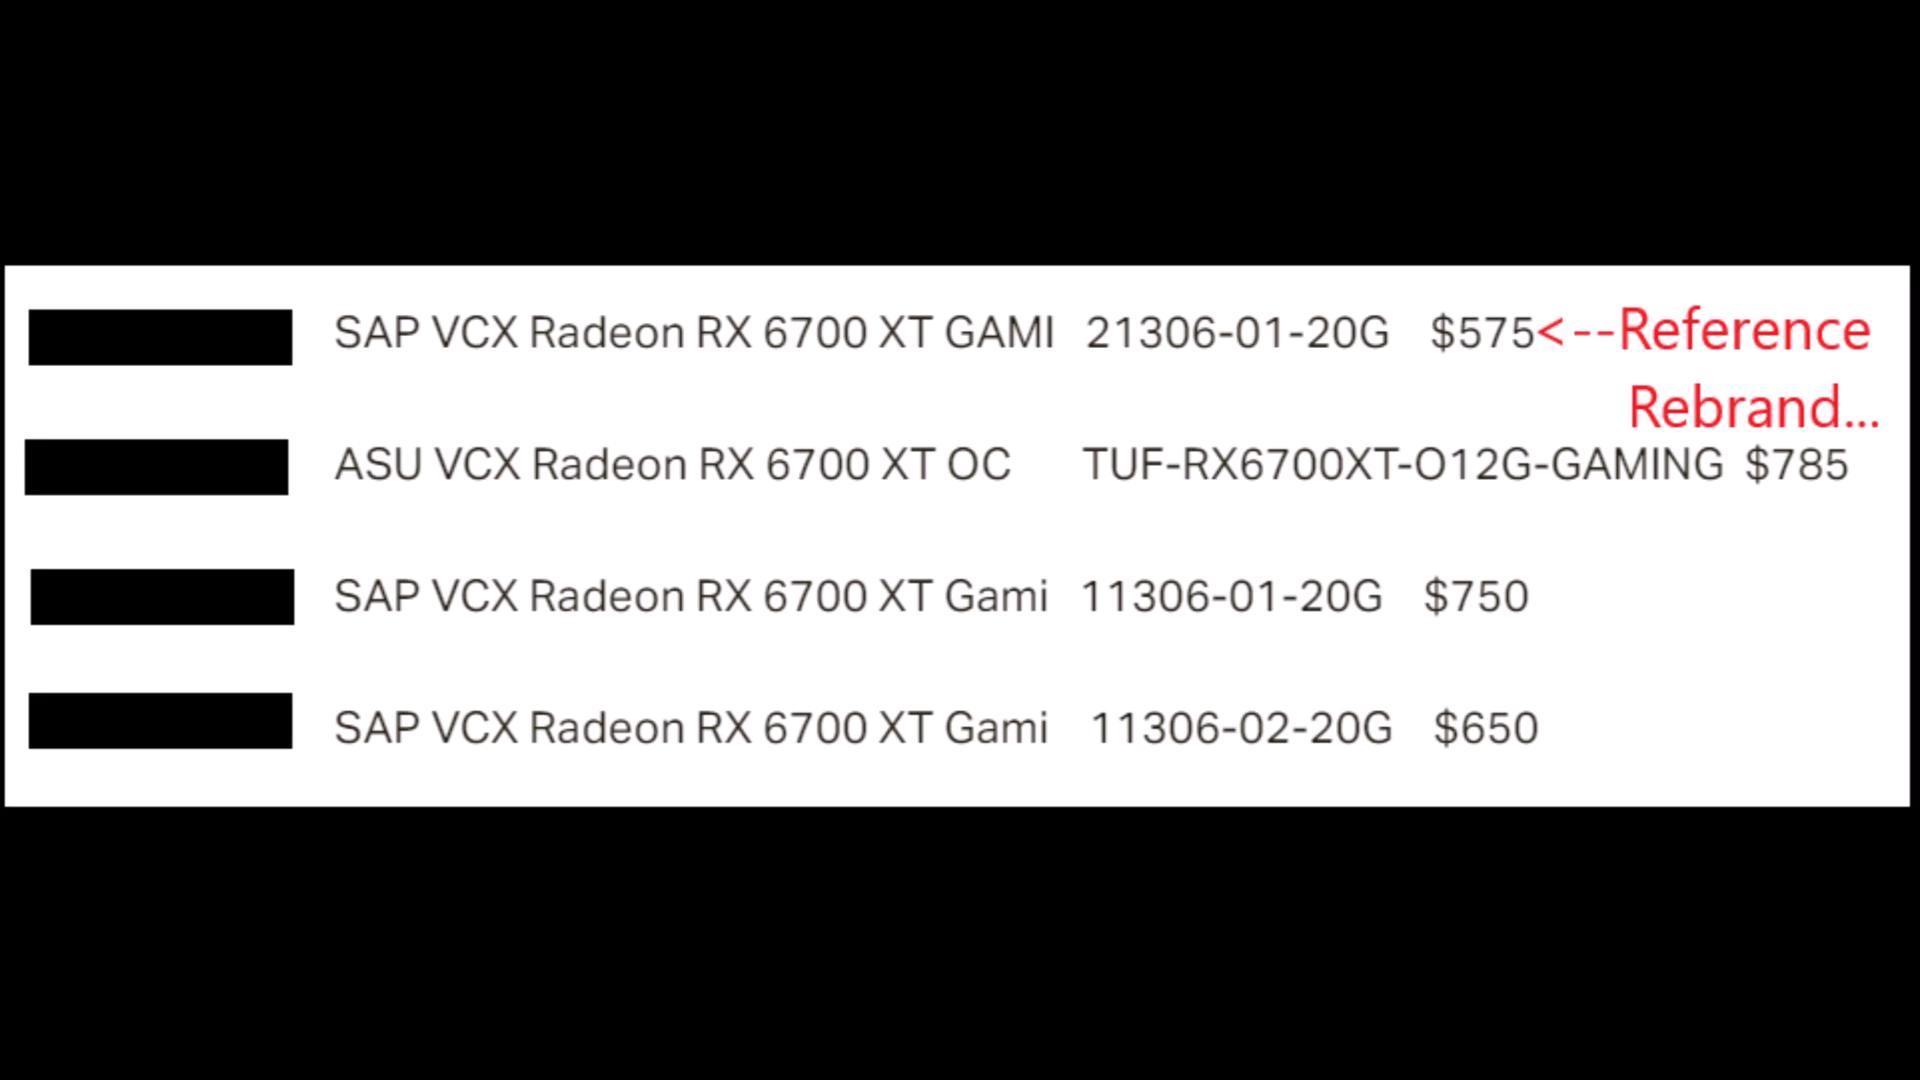 SAP VCX Radeon RX 6700 XT GAMI 21306-01-20G $575<--Reference
Rebrand...
ASU VCX Radeon RX 6700 XT OC TUF-RX6700XT-O12G-GAMING $785
SAP VCX Radeon RX 6700 XT Gami 11306-01-20G $750
SAP VCX Radeon RX 6700 XT Gami 11306-02-20G $650